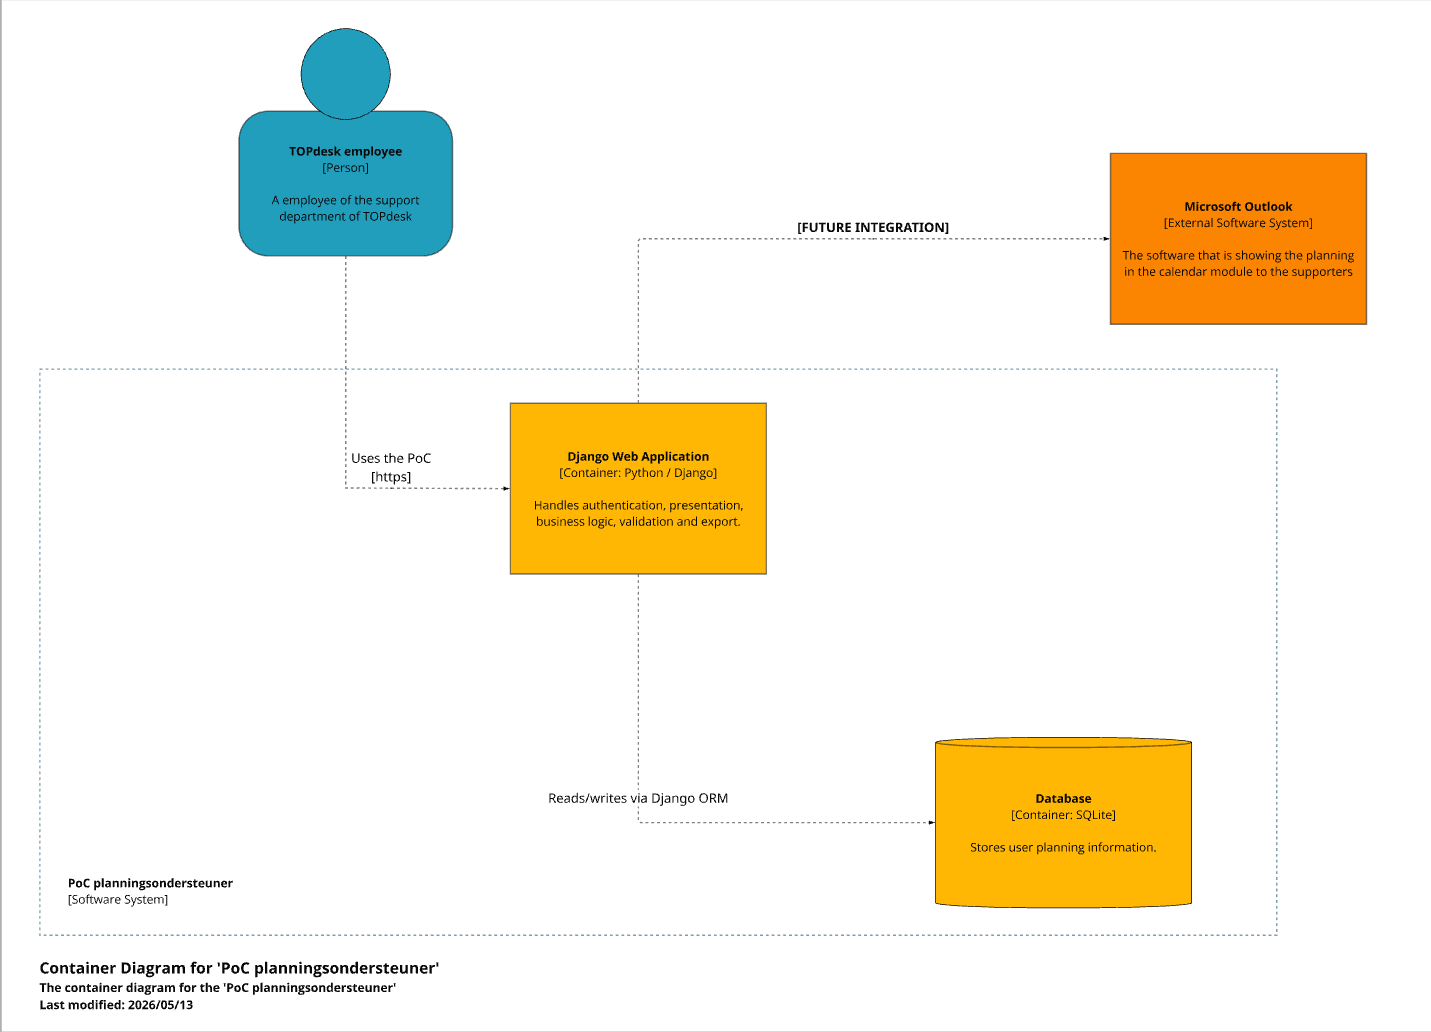 TOPdesk employee
[Person]
A employee of the support
department of TOPdesk
[FUTURE INTEGRATION]
Microsoft Outlook
[External Software System]
The software that is showing the planning
in the calendar module to the supporters
Uses the PoC
[https]
Django Web Application
[Container: Python / Django]
Handles authentication, presentation,
business logic, validation and export.
Reads/writes via Django ORM
Database
[Container: SQLite]
Stores user planning information.
PoC planningsondersteuner
[Software System]
Container Diagram for 'PoC planningsondersteuner'
The container diagram for the 'PoC planningsondersteuner'
Last modified: 2026/05/13